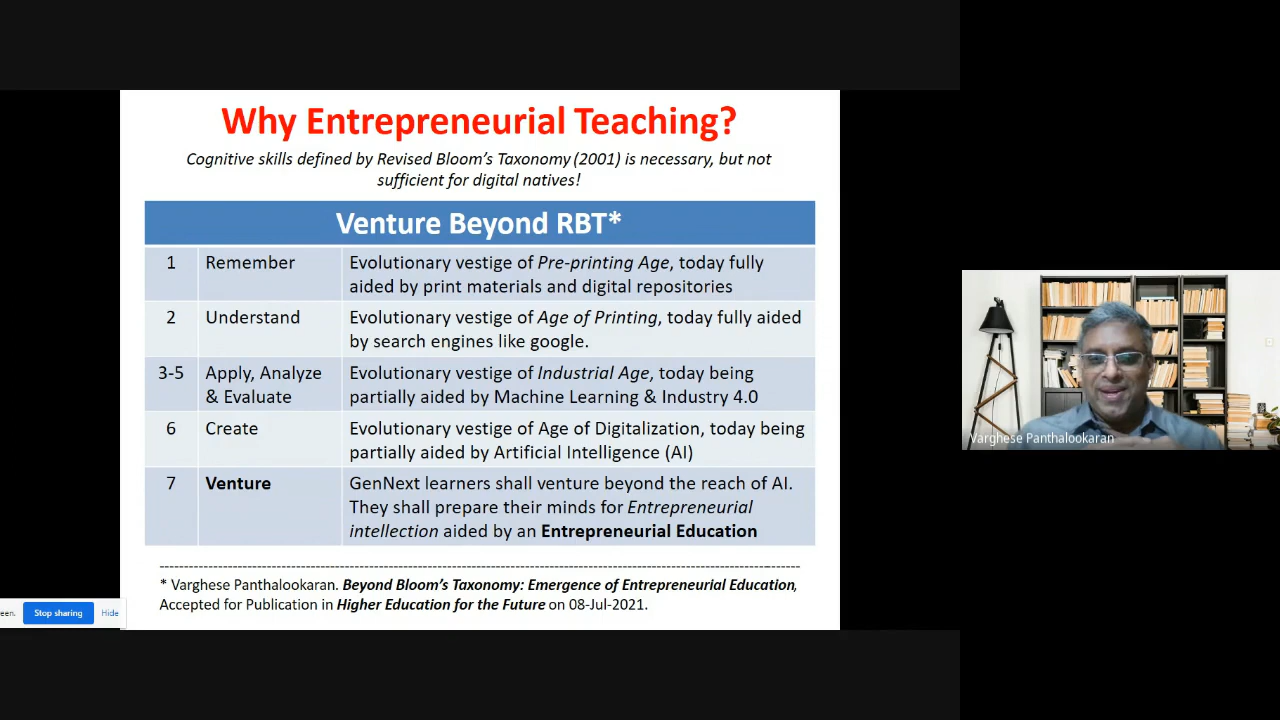 Why Entrepreneurial Teaching?
Cognitive skills defined by Revised Bloom's Taxonomy (2001) is necessary, but not
sufficient for digital natives!
Venture Beyond RBT*
1 Remember Evolutionary vestige of Pre-printing Age, today fully
aided by print materials and digital repositories
2 Understand Evolutionary vestige of Age of Printing, today fully aided
by search engines like google.
3-5 Apply, Analyze Evolutionary vestige of Industrial Age, today being
& Evaluate partially aided by Machine Learning & Industry 4.0
6 Create Evolutionary vestige of Age of Digitalization, today being
partially aided by Artificial Intelligence (AI)
7 Venture GenNext learners shall venture beyond the reach of AI.
They shall prepare their minds for Entrepreneurial
intellection aided by an Entrepreneurial Education
* Varghese Panthalookaran. Beyond Bloom's Taxonomy: Emergence of Entrepreneurial Education,
Accepted for Publication in Higher Education for the Future on 08-Jul-2021.
een. Stop sharing Hide
Varghese Panthalookaran